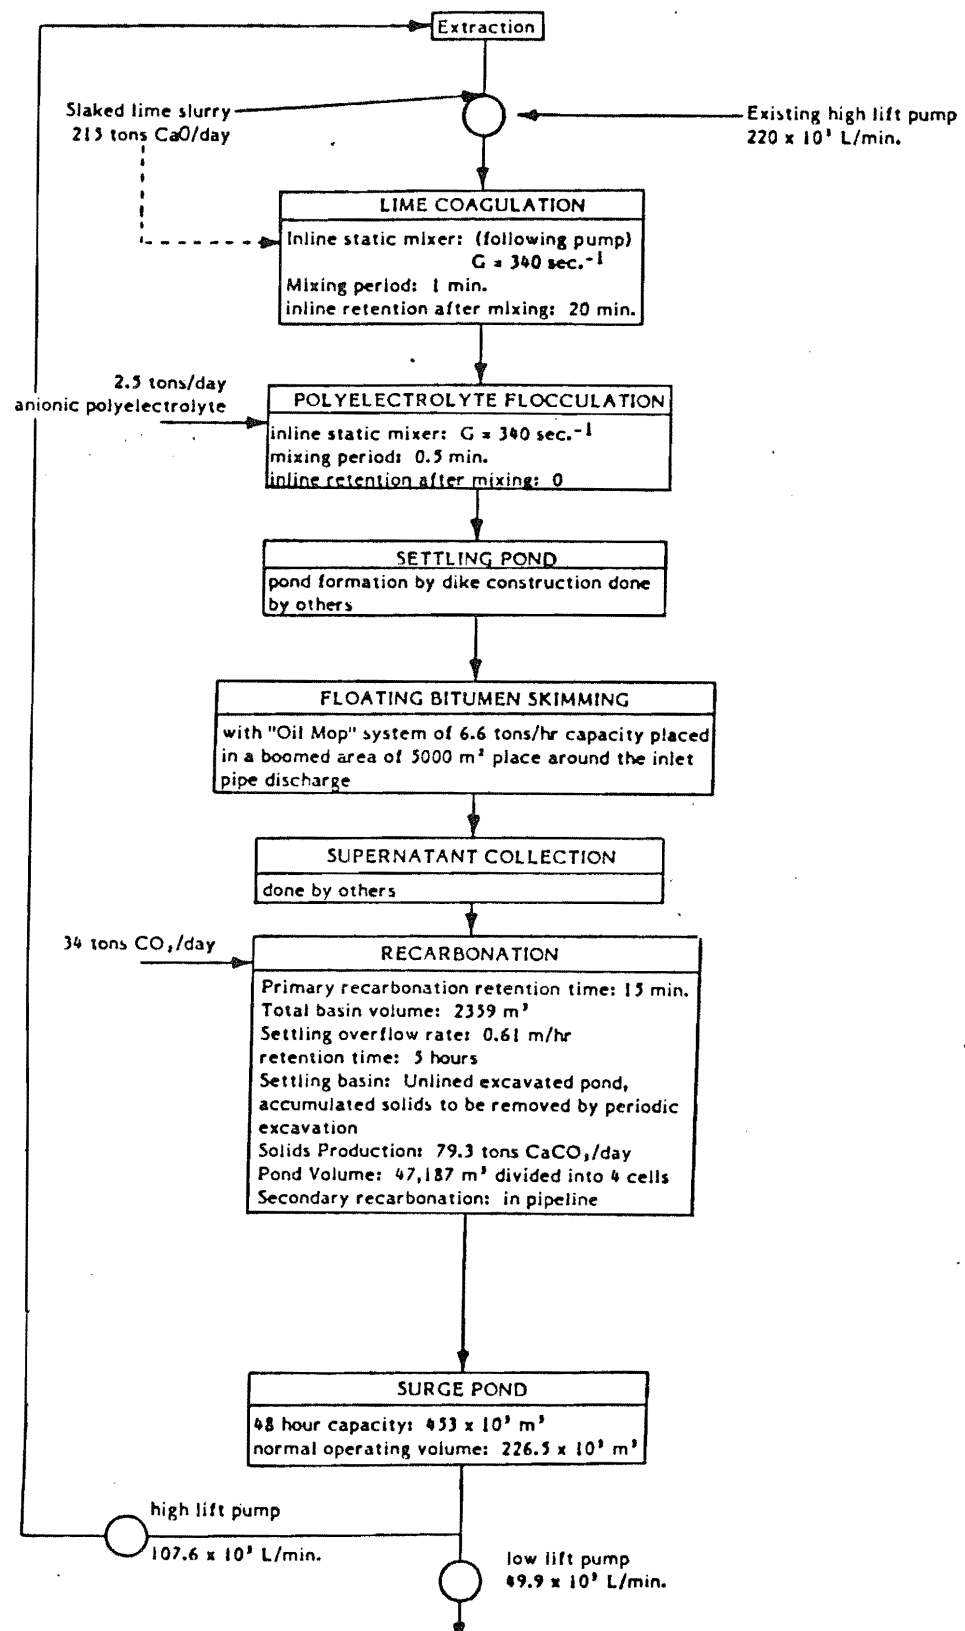 Extraction
Slaked lime slurry
215 tons CaO/day
Existing high lift pump
220 x 10³ L/min.
LIME COAGULATION
Inline static mixer: (following pump)
G = 340 sec.⁻¹
Mixing period: 1 min.
inline retention after mixing: 20 min.
2.5 tons/day
anionic polyelectrolyte
POLYELECTROLYTE FLOCCULATION
inline static mixer: G = 340 sec.⁻¹
mixing period: 0.5 min.
inline retention after mixing: 0
SETTLING POND
pond formation by dike construction done
by others
FLOATING BITUMEN SKIMMING
with "Oil Mop" system of 6.6 tons/hr capacity placed
in a boomed area of 5000 m² place around the inlet
pipe discharge
SUPERNATANT COLLECTION
done by others
34 tons CO₂/day
RECARBONATION
Primary recarbonation retention time: 15 min.
Total basin volume: 2359 m³
Settling overflow rate: 0.61 m/hr
retention time: 5 hours
Settling basin: Unlined excavated pond,
accumulated solids to be removed by periodic
excavation
Solids Production: 79.3 tons CaCO₃/day
Pond Volume: 47,187 m³ divided into 4 cells
Secondary recarbonation: in pipeline
SURGE POND
48 hour capacity: 453 x 10³ m³
normal operating volume: 226.5 x 10³ m³
high lift pump
107.6 x 10³ L/min.
low lift pump
49.9 x 10³ L/min.